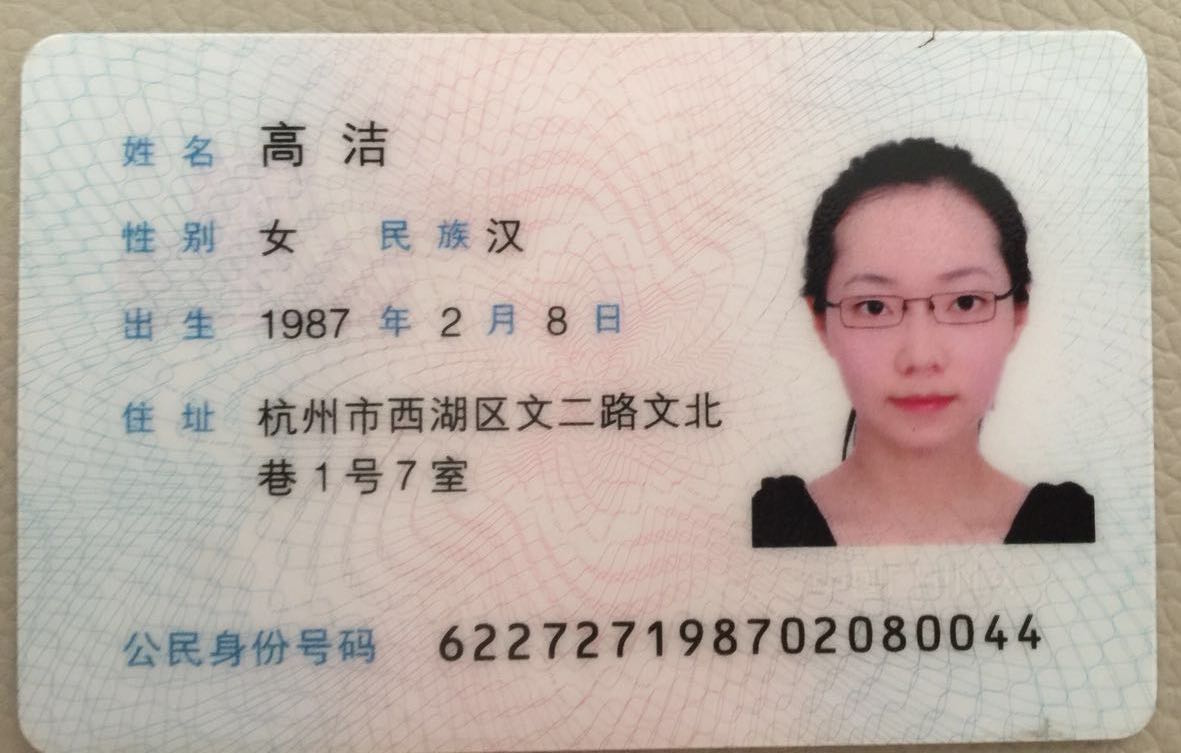 姓名 高洁
性别 女 民族 汉
出生 1987 年 2 月 8 日
住址 杭州市西湖区文二路文北
巷1号7室
公民身份号码 622727198702080044